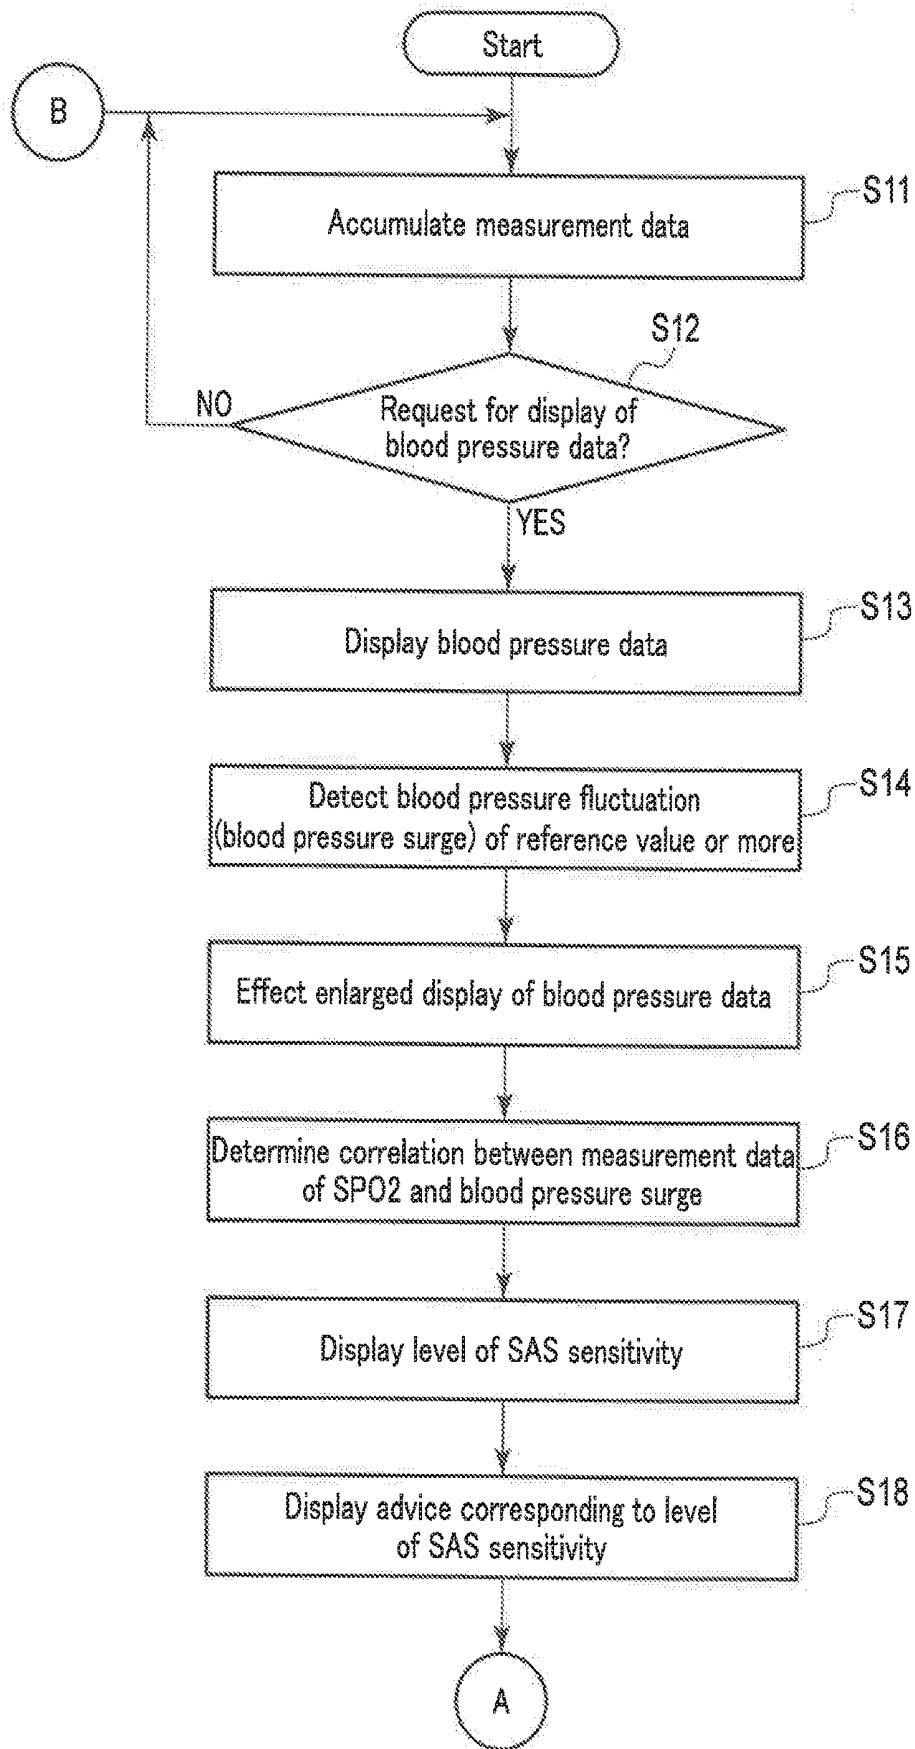 Start
B
S11
Accumulate measurement data
S12
Request for display of
blood pressure data?
NO
YES
S13
Display blood pressure data
S14
Detect blood pressure fluctuation
(blood pressure surge) of reference value or more
S15
Effect enlarged display of blood pressure data
S16
Determine correlation between measurement data
of SPO2 and blood pressure surge
S17
Display level of SAS sensitivity
S18
Display advice corresponding to level
of SAS sensitivity
A